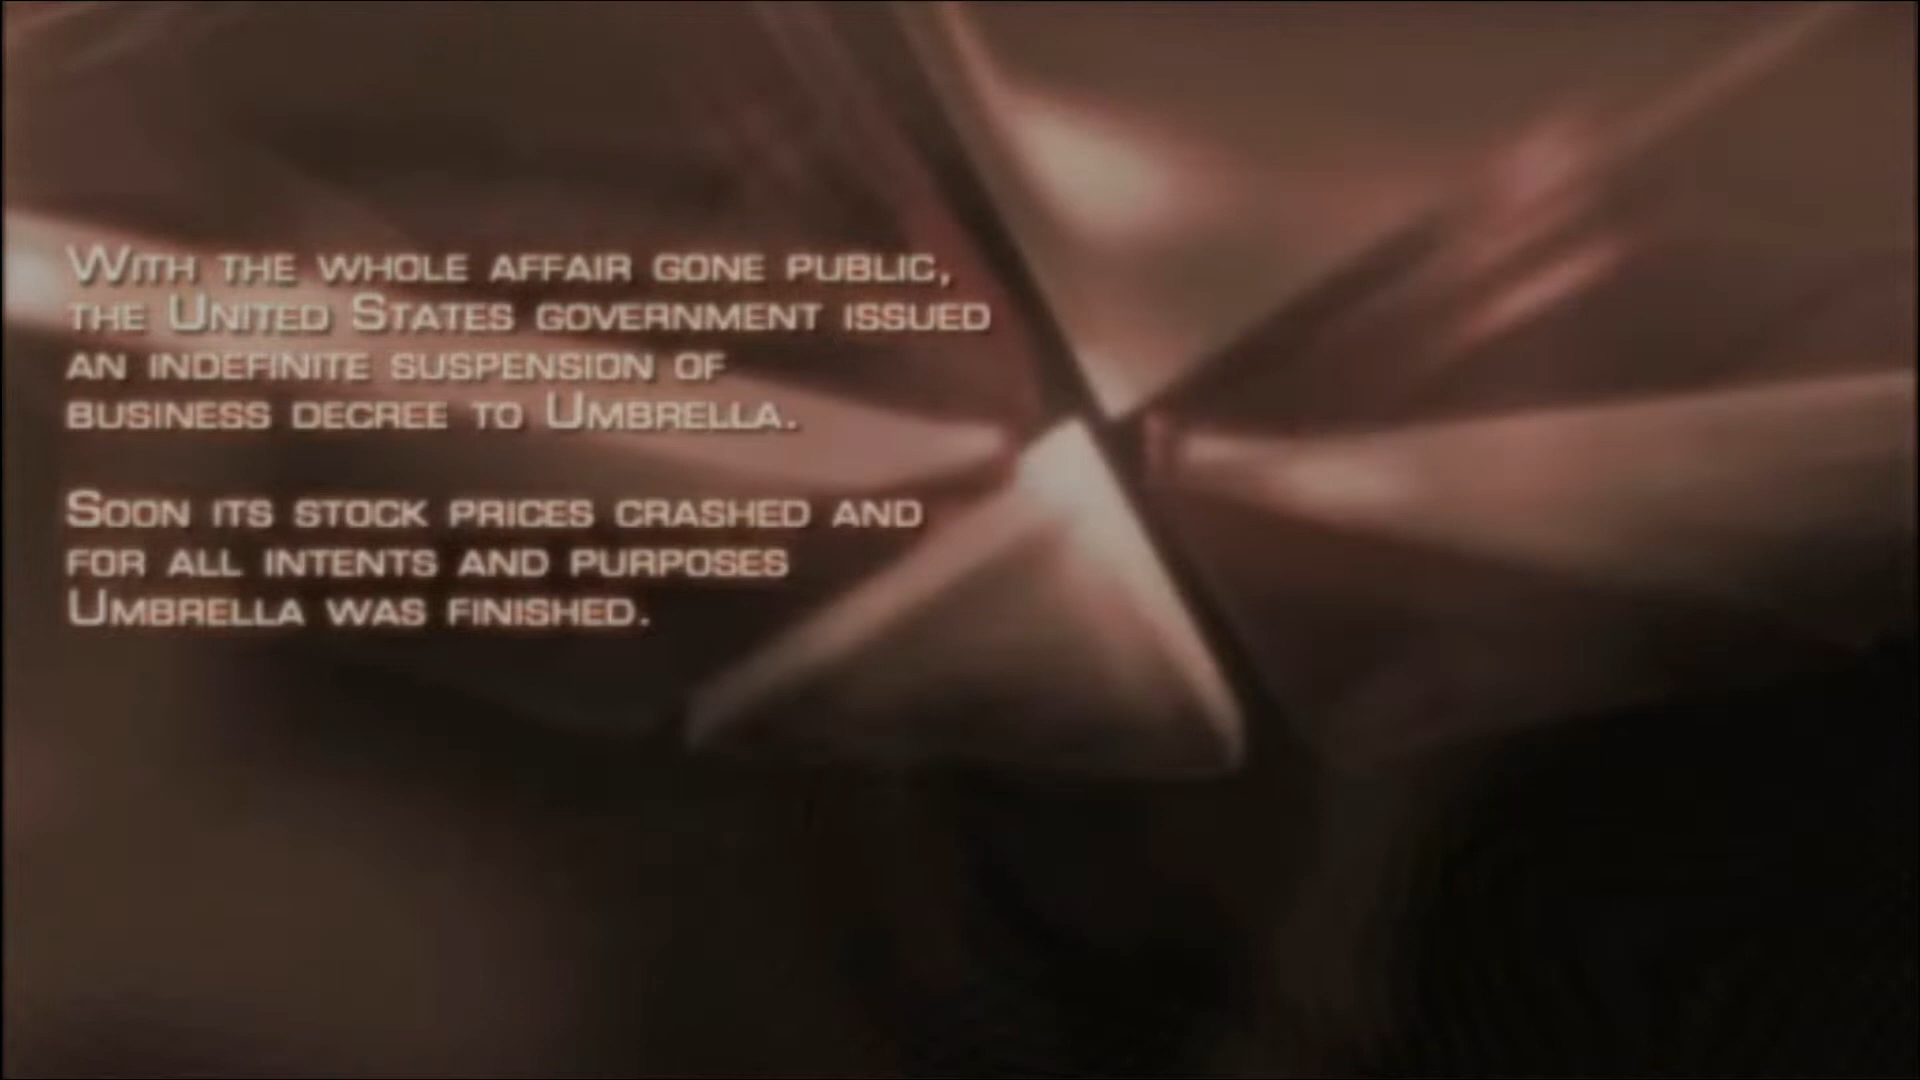 With the whole affair gone public,
the United States government issued
an indefinite suspension of
business decree to Umbrella.
Soon its stock prices crashed and
for all intents and purposes
Umbrella was finished.